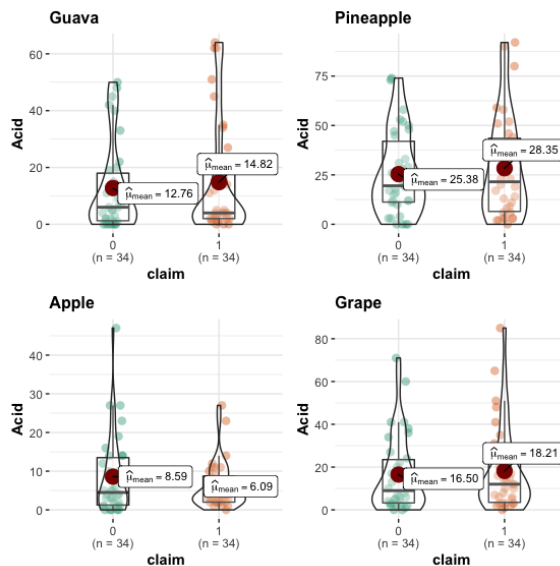 Guava
Acid
60
40
20
0
μ̂mean = 12.76
μ̂mean = 14.82
0
(n = 34)
1
(n = 34)
claim
Pineapple
Acid
75
50
25
0
μ̂mean = 25.38
μ̂mean = 28.35
0
(n = 34)
1
(n = 34)
claim
Apple
Acid
40
30
20
10
0
μ̂mean = 8.59
μ̂mean = 6.09
0
(n = 34)
1
(n = 34)
claim
Grape
Acid
80
60
40
20
0
μ̂mean = 16.50
μ̂mean = 18.21
0
(n = 34)
1
(n = 34)
claim